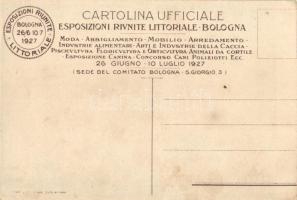 CARTOLINA UFFICIALE
ESPOSIZIONI RIUNITE LITTORIALE · BOLOGNA
MODA · ABBIGLIAMENTO · MOBILIO · ARREDAMENTO ·
INDUSTRIE ALIMENTARI · ARTI E INDUSTRIE DELLA CACCIA ·
PISCICULTURA FLORICULTURA E ORTICULTURA ANIMALI DA CORTILE
· ESPOSIZIONE CANINA · CONCORSO CANI POLIZIOTTI ECC.
26 GIUGNO · 10 LUGLIO 1927
(SEDE DEL COMITATO BOLOGNA · S. GIORGIO, 3)
ESPOSIZIONI RIUNITE
BOLOGNA
26/6 10.7
1927
LITTORIALE